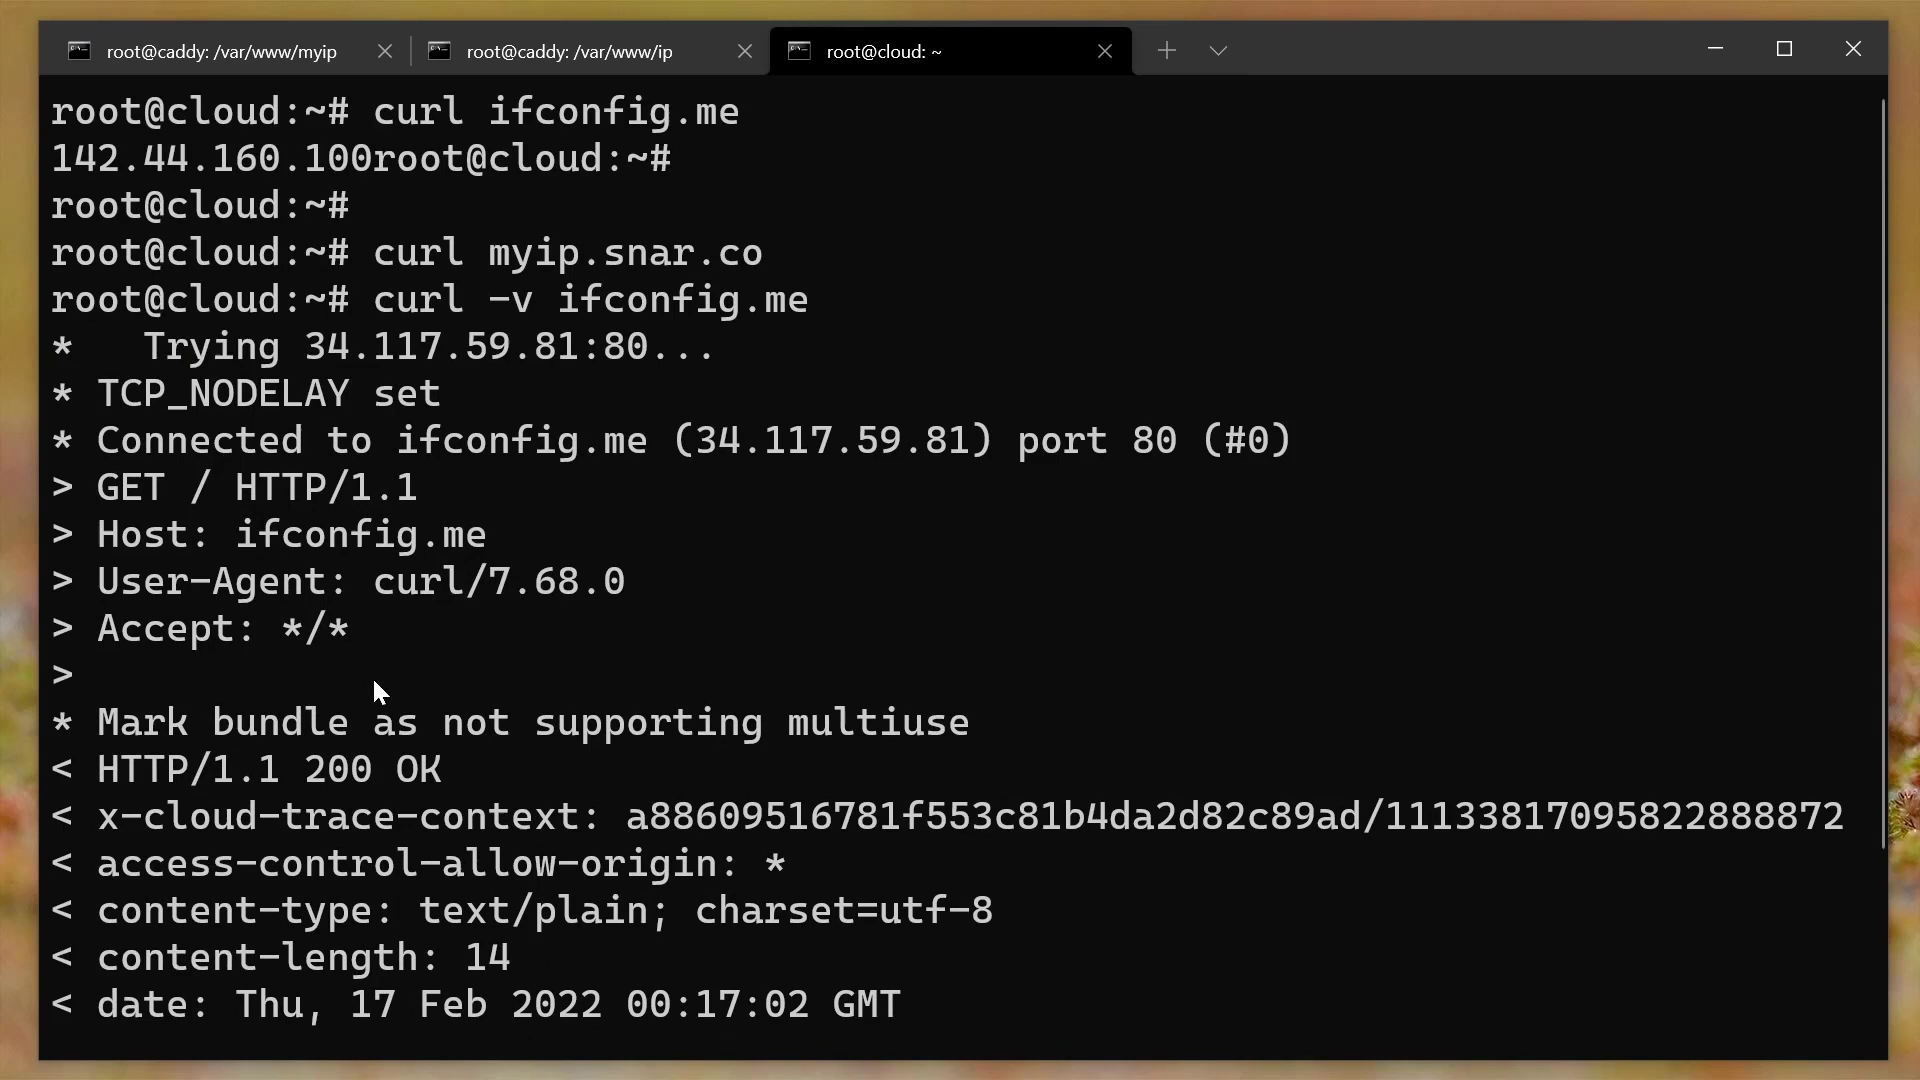 root@caddy: /var/www/myip
root@caddy: /var/www/ip
root@cloud: ~
root@cloud:~# curl ifconfig.me
142.44.160.100root@cloud:~#
root@cloud:~#
root@cloud:~# curl myip.snar.co
root@cloud:~# curl -v ifconfig.me
*   Trying 34.117.59.81:80...
* TCP_NODELAY set
* Connected to ifconfig.me (34.117.59.81) port 80 (#0)
> GET / HTTP/1.1
> Host: ifconfig.me
> User-Agent: curl/7.68.0
> Accept: */*
>
* Mark bundle as not supporting multiuse
< HTTP/1.1 200 OK
< x-cloud-trace-context: a88609516781f553c81b4da2d82c89ad/11133817095822888872
< access-control-allow-origin: *
< content-type: text/plain; charset=utf-8
< content-length: 14
< date: Thu, 17 Feb 2022 00:17:02 GMT